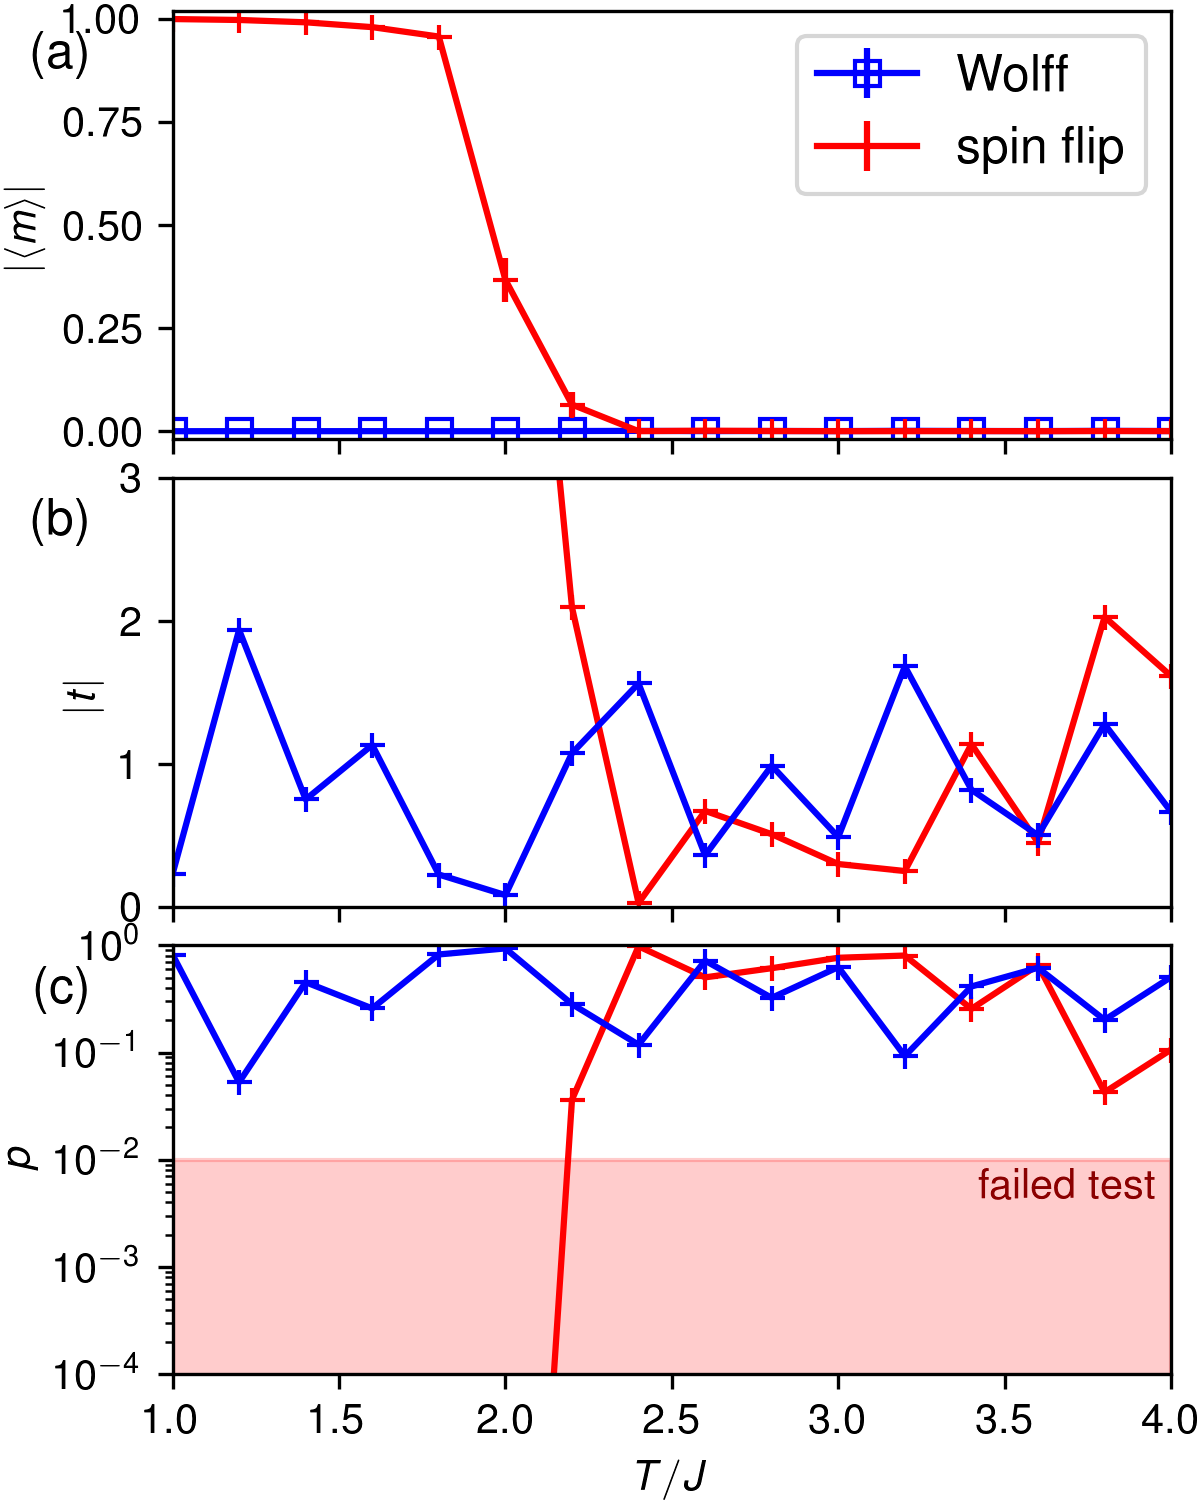 (a)
1.00
0.75
0.50
0.25
0.00
|⟨m⟩|
Wolff
spin flip
(b)
3
2
1
0
|t|
(c)
10⁰
10⁻¹
10⁻²
10⁻³
10⁻⁴
p
failed test
1.0 1.5 2.0 2.5 3.0 3.5 4.0
T/J